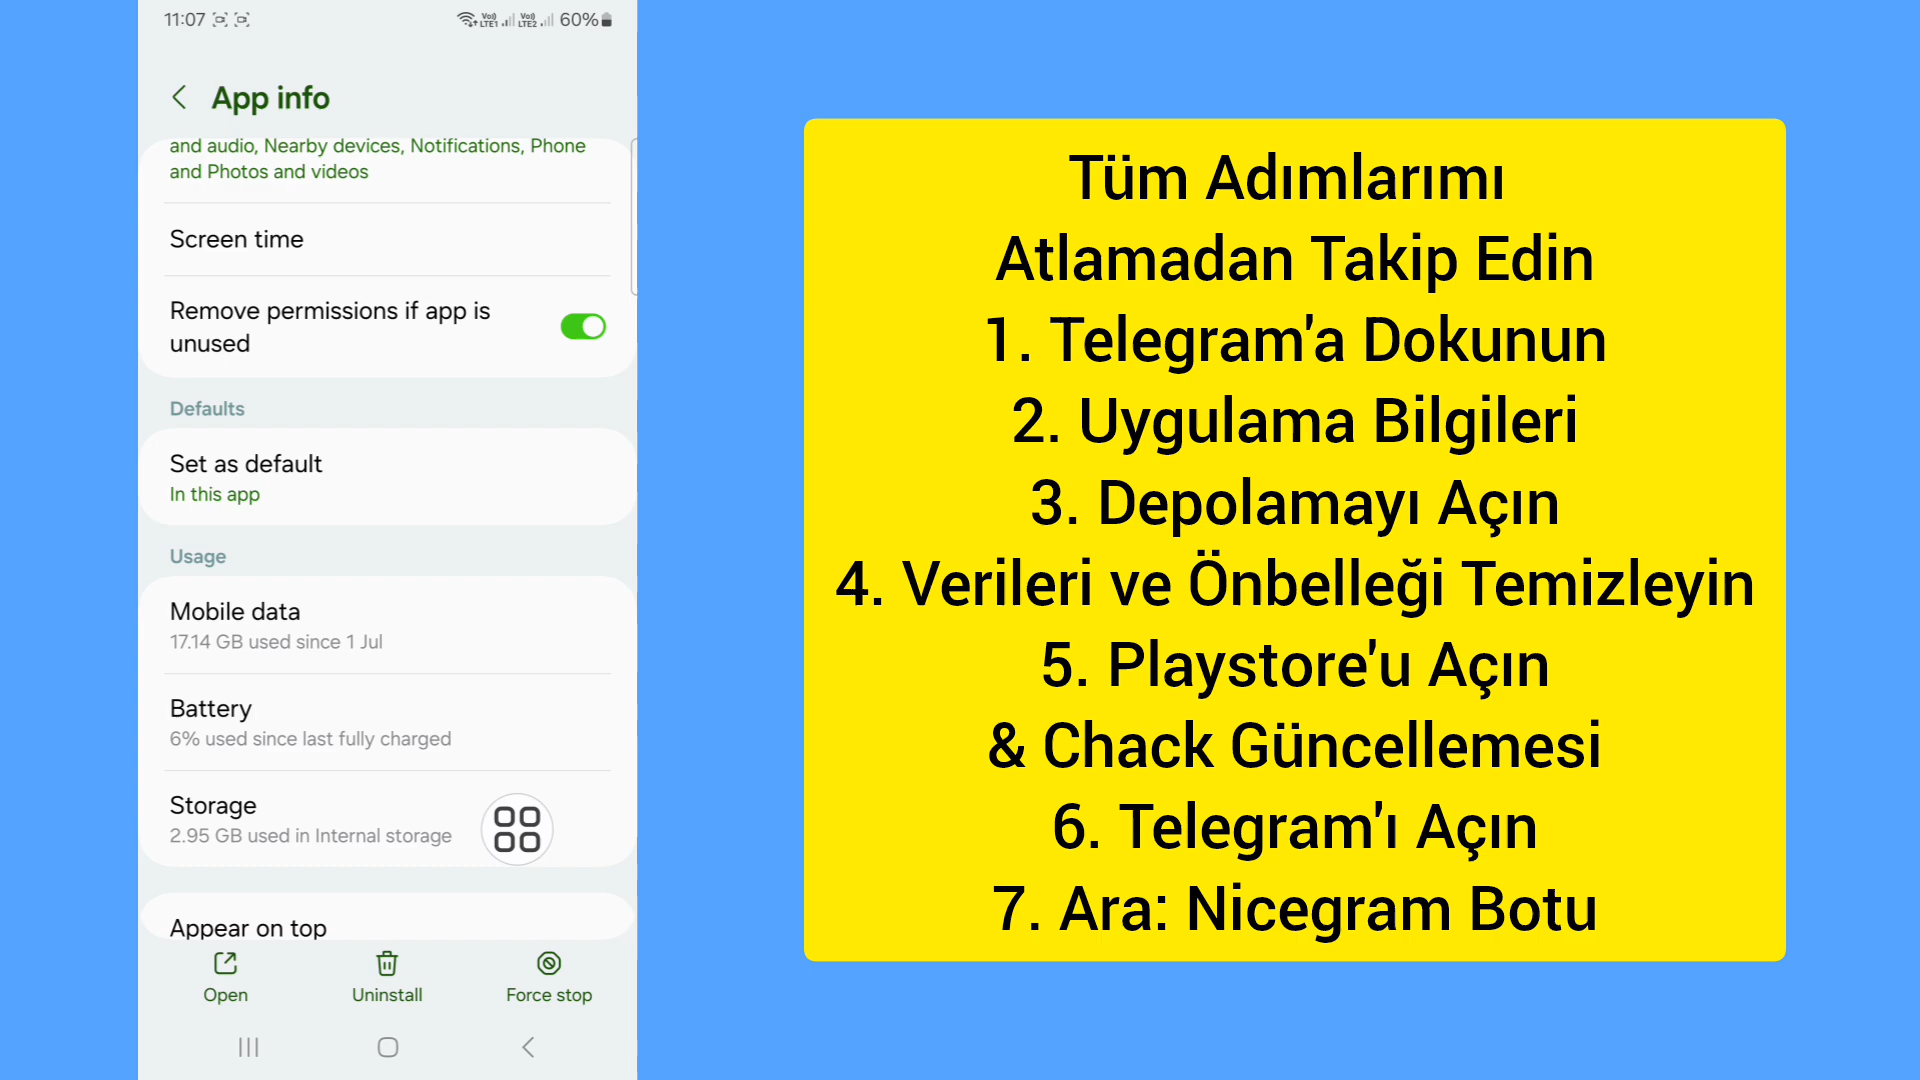 11:07
Vo) LTE1 Vo) LTE2 60%
App info
and audio, Nearby devices, Notifications, Phone
and Photos and videos
Screen time
Remove permissions if app is
unused
Defaults
Set as default
In this app
Usage
Mobile data
17.14 GB used since 1 Jul
Battery
6% used since last fully charged
Storage
2.95 GB used in Internal storage
Appear on top
Open
Uninstall
Force stop
Tüm Adımlarımı
Atlamadan Takip Edin
1. Telegram'a Dokunun
2. Uygulama Bilgileri
3. Depolamayı Açın
4. Verileri ve Önbelleği Temizleyin
5. Playstore'u Açın
& Chack Güncellemesi
6. Telegram'ı Açın
7. Ara: Nicegram Botu